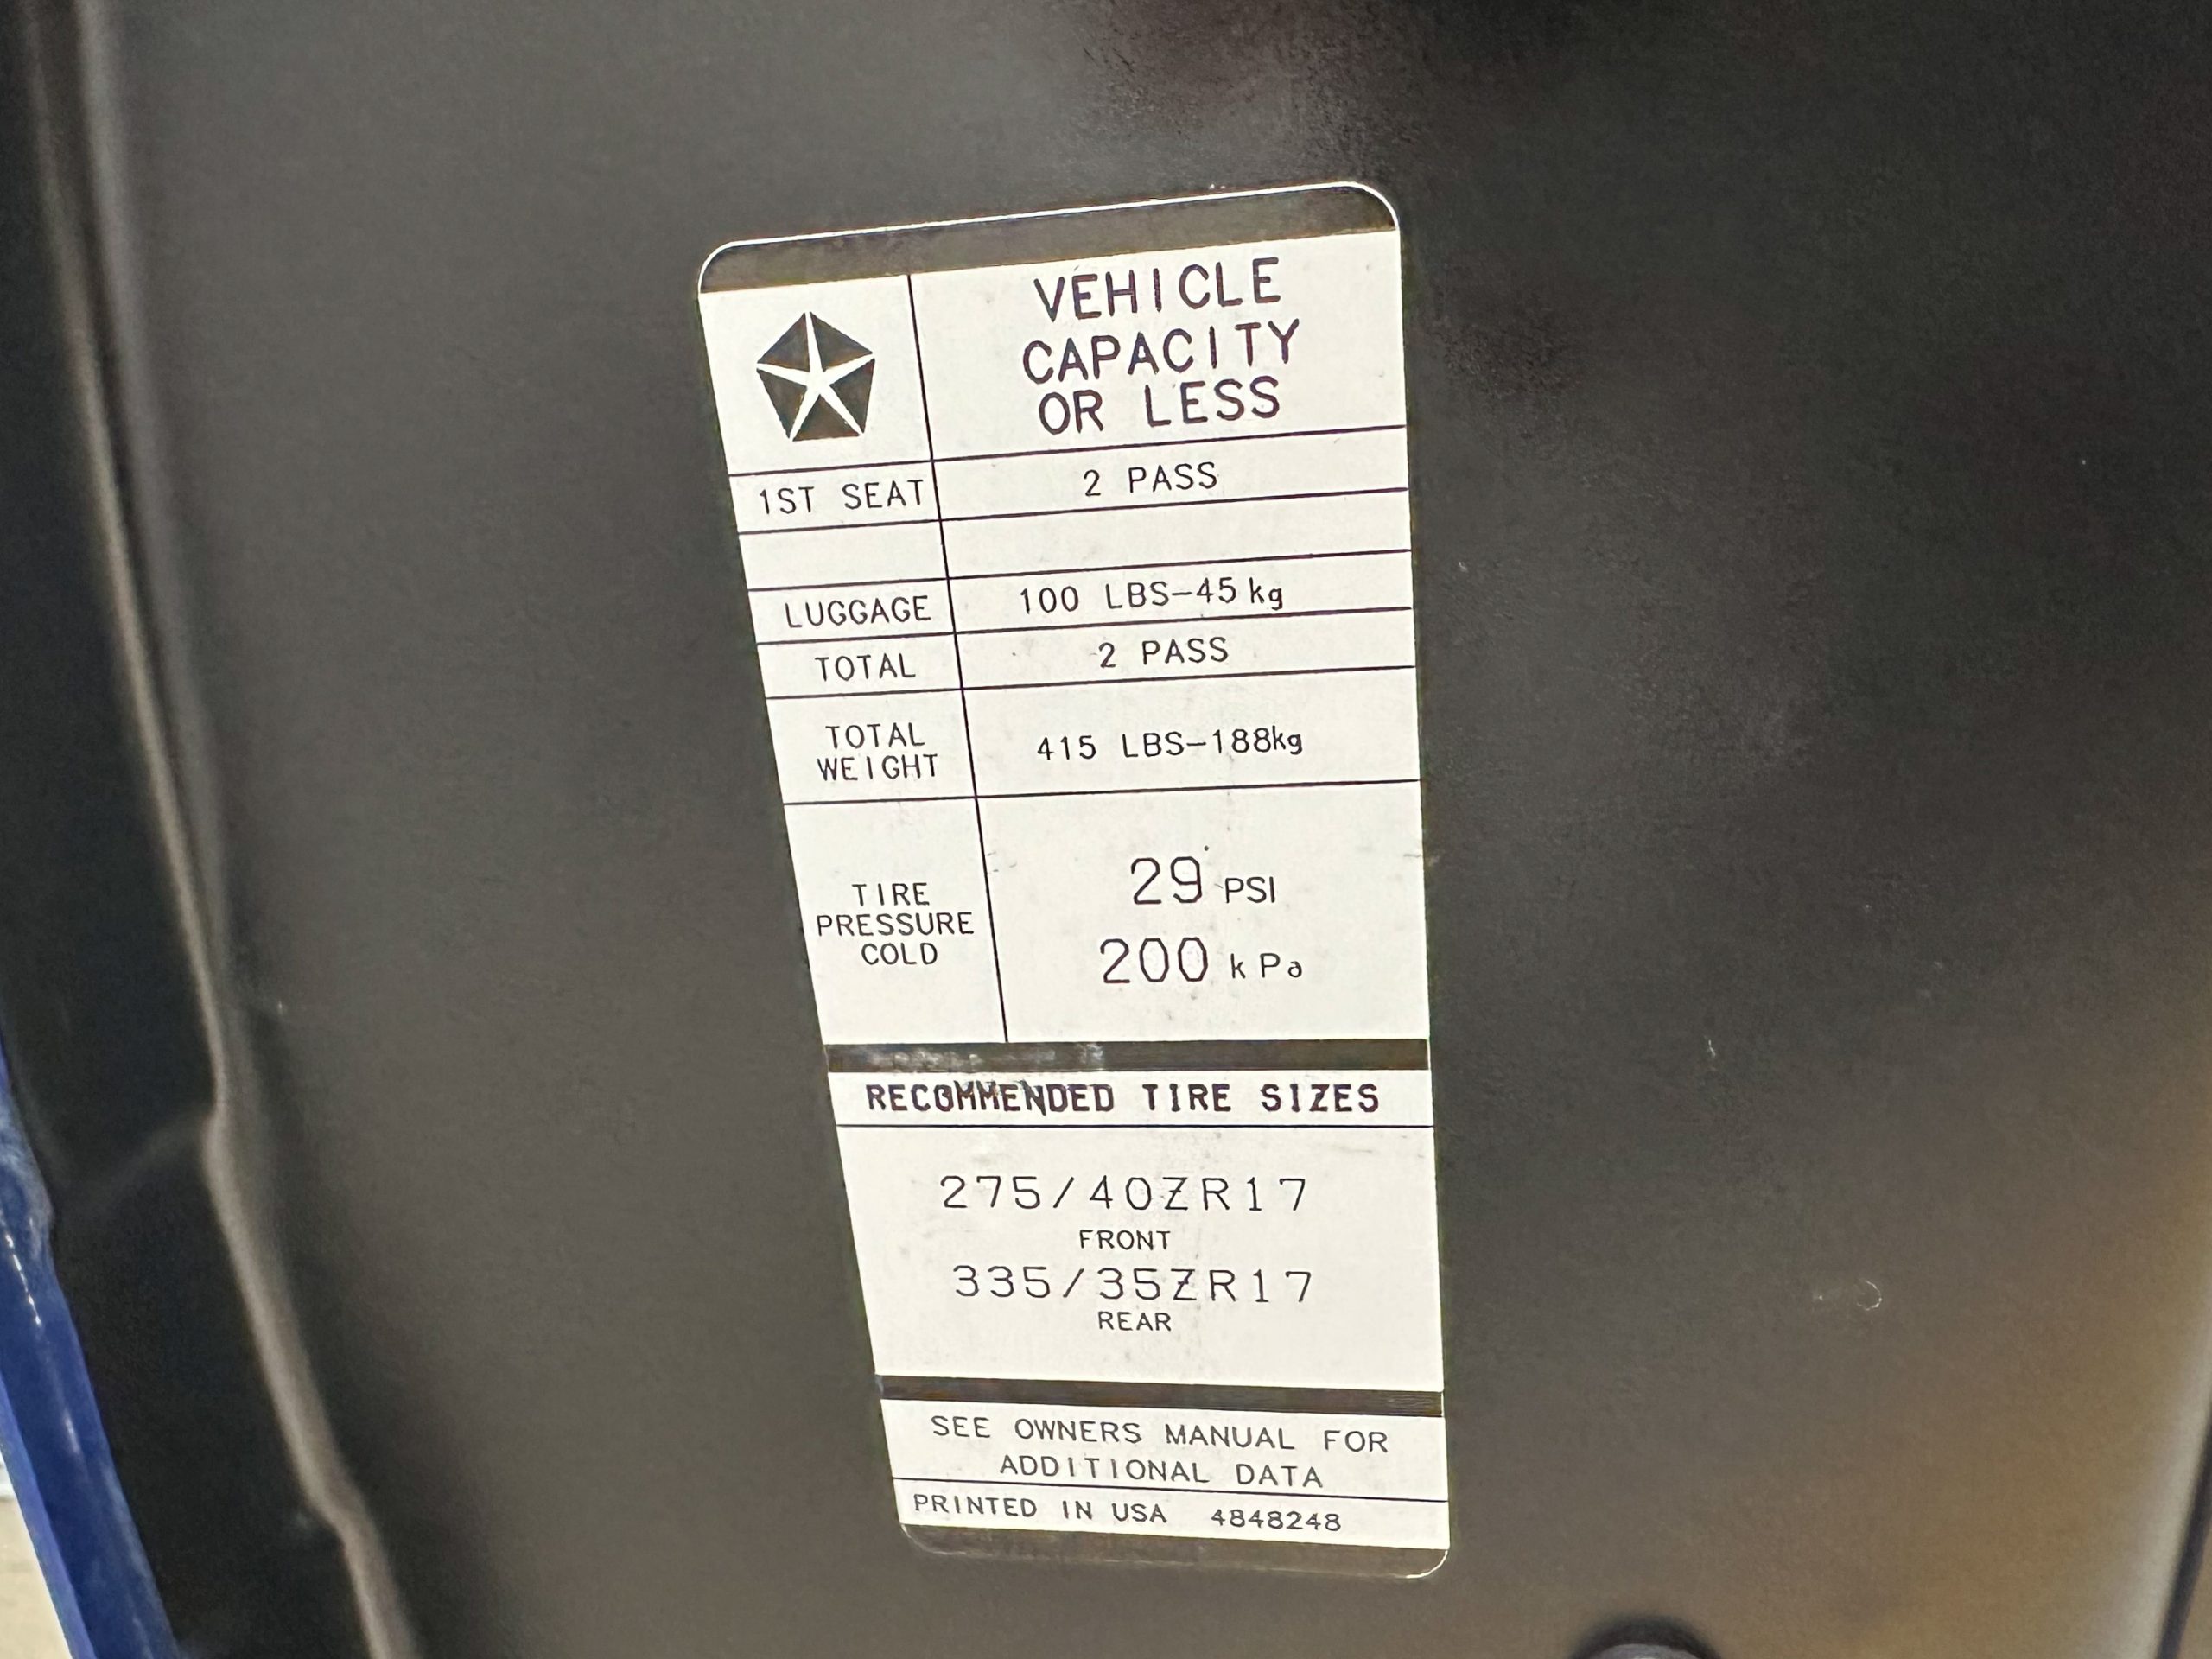 VEHICLE
CAPACITY
OR LESS
1ST SEAT 2 PASS
LUGGAGE 100 LBS-45 kg
TOTAL 2 PASS
TOTAL
WEIGHT
415 LBS-188kg
TIRE
PRESSURE
COLD
29 PSI
200 kPa
RECOMMENDED TIRE SIZES
275/40ZR17
FRONT
335/35ZR17
REAR
SEE OWNERS MANUAL FOR
ADDITIONAL DATA
PRINTED IN USA 4848248